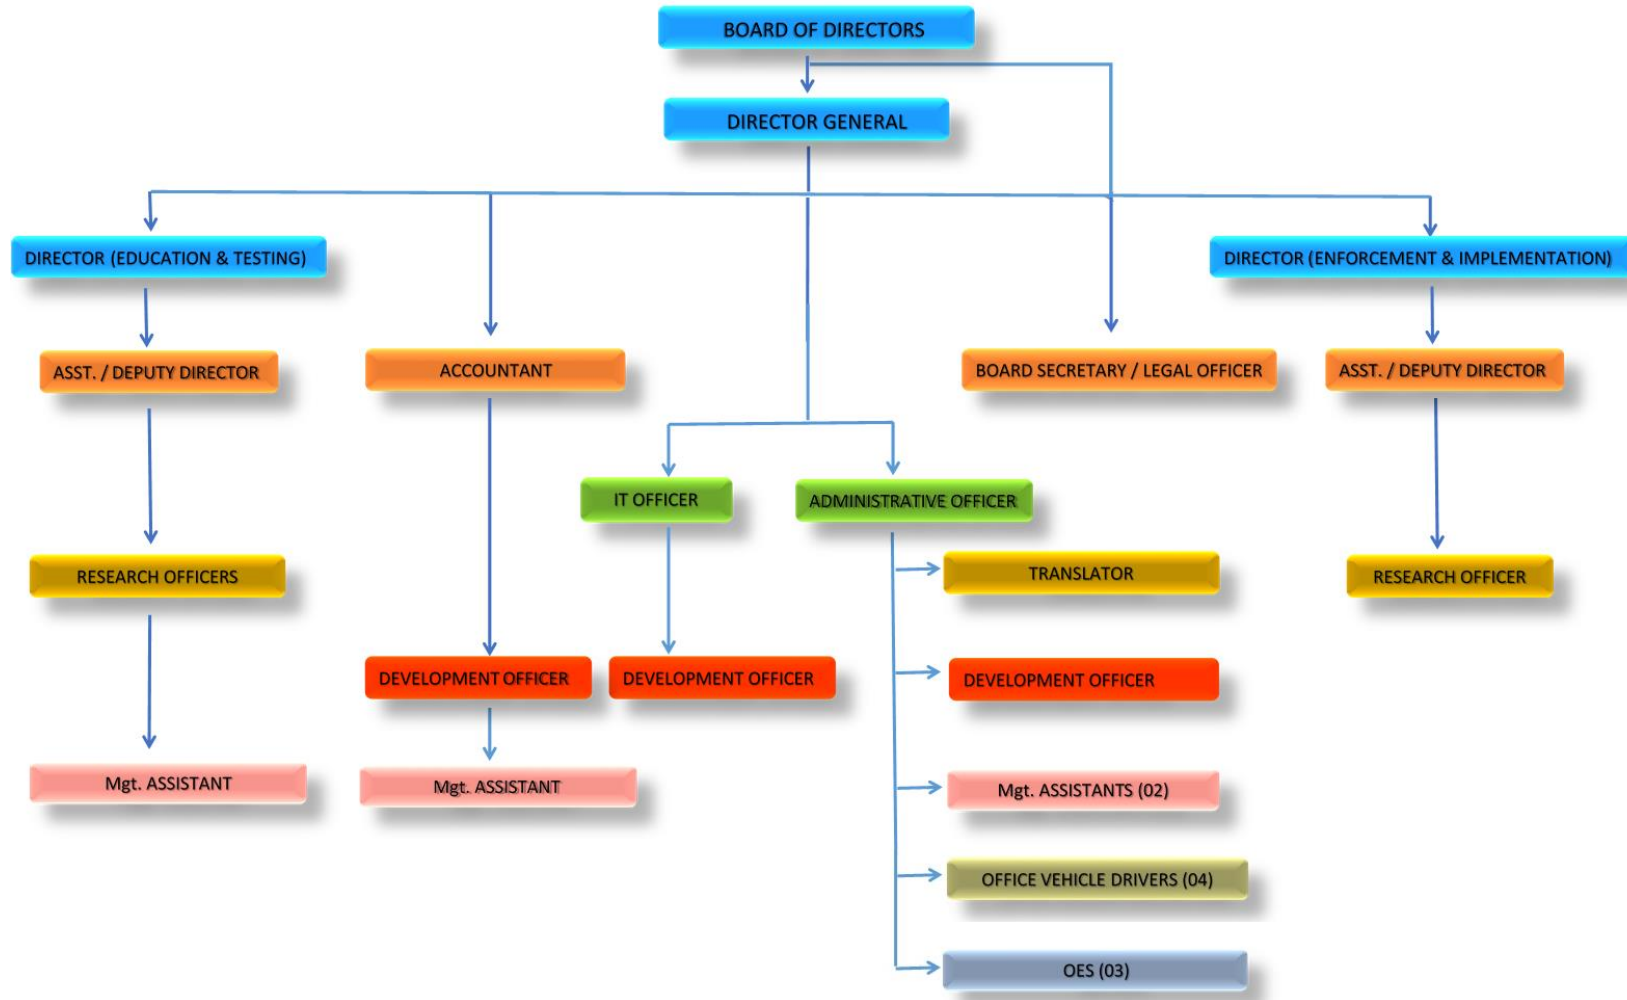 BOARD OF DIRECTORS
DIRECTOR GENERAL
DIRECTOR (EDUCATION & TESTING)
DIRECTOR (ENFORCEMENT & IMPLEMENTATION)
ASST. / DEPUTY DIRECTOR
ACCOUNTANT
BOARD SECRETARY / LEGAL OFFICER
ASST. / DEPUTY DIRECTOR
IT OFFICER
ADMINISTRATIVE OFFICER
RESEARCH OFFICERS
TRANSLATOR
RESEARCH OFFICER
DEVELOPMENT OFFICER
DEVELOPMENT OFFICER
DEVELOPMENT OFFICER
Mgt. ASSISTANT
Mgt. ASSISTANT
Mgt. ASSISTANTS (02)
OFFICE VEHICLE DRIVERS (04)
OES (03)